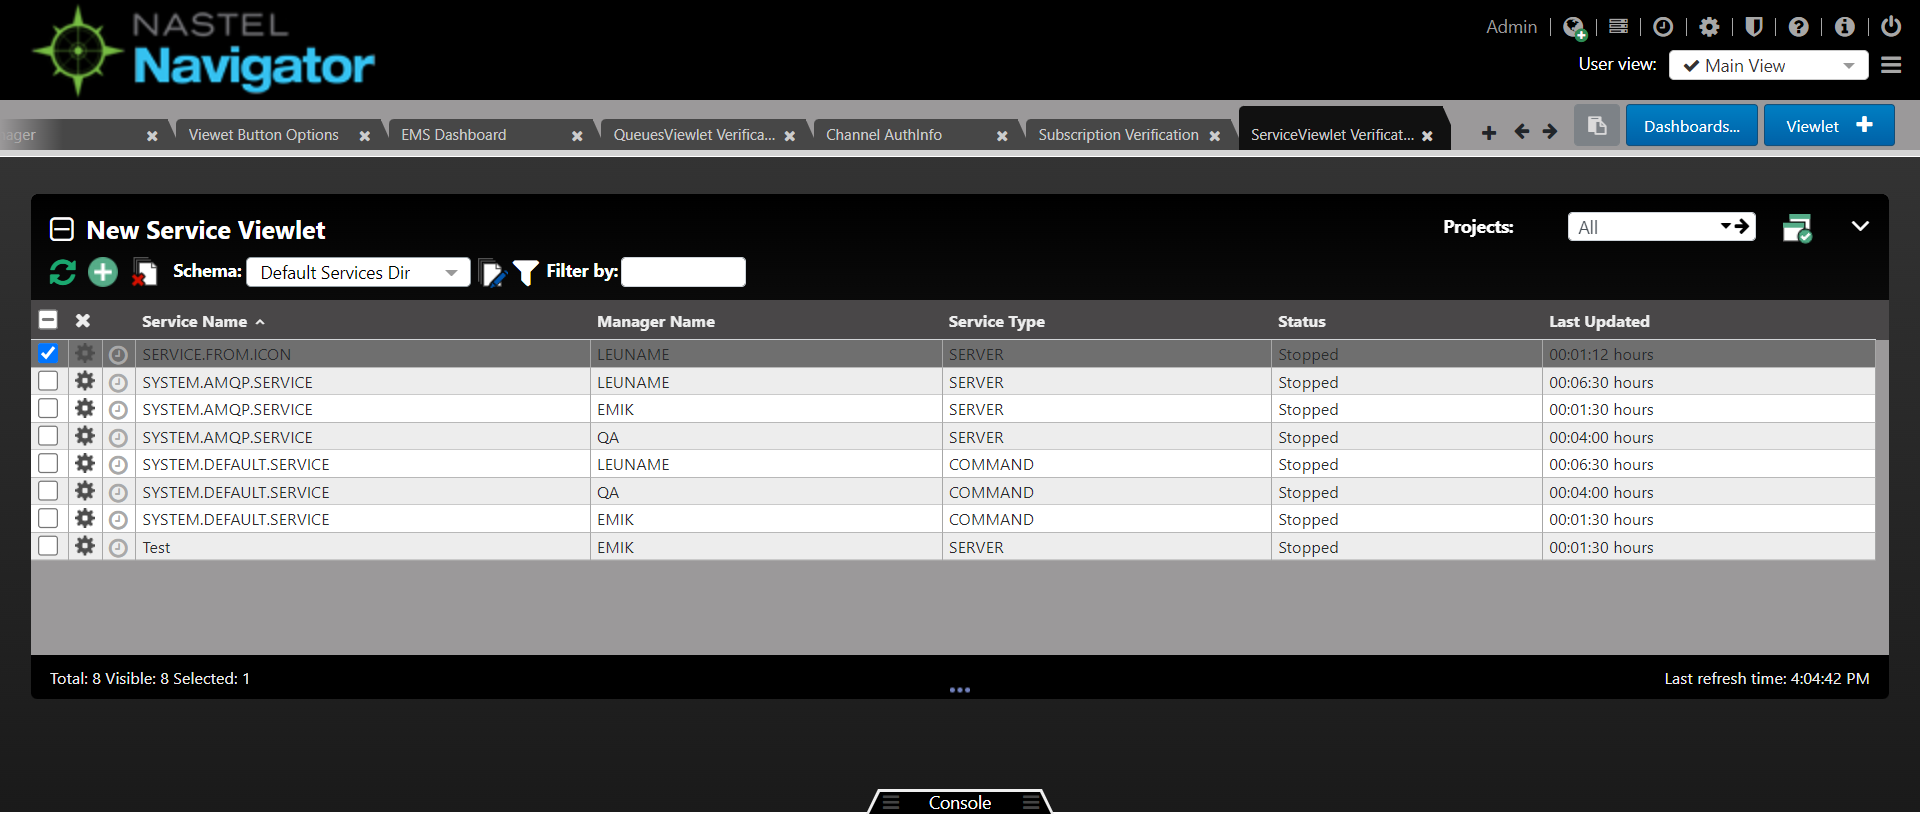 NASTEL
Navigator
Admin
User view: Main View
ager
Viewet Button Options
EMS Dashboard
QueuesViewlet Verifica...
Channel AuthInfo
Subscription Verification
ServiceViewlet Verificat...
Dashboards...
Viewlet
New Service Viewlet
Projects: All
Schema: Default Services Dir Filter by:
Service Name Manager Name Service Type Status Last Updated
SERVICE.FROM.ICON LEUNAME SERVER Stopped 00:01:12 hours
SYSTEM.AMQP.SERVICE LEUNAME SERVER Stopped 00:06:30 hours
SYSTEM.AMQP.SERVICE EMIK SERVER Stopped 00:01:30 hours
SYSTEM.AMQP.SERVICE QA SERVER Stopped 00:04:00 hours
SYSTEM.DEFAULT.SERVICE LEUNAME COMMAND Stopped 00:06:30 hours
SYSTEM.DEFAULT.SERVICE QA COMMAND Stopped 00:04:00 hours
SYSTEM.DEFAULT.SERVICE EMIK COMMAND Stopped 00:01:30 hours
Test EMIK SERVER Stopped 00:01:30 hours
Total: 8 Visible: 8 Selected: 1
Last refresh time: 4:04:42 PM
Console